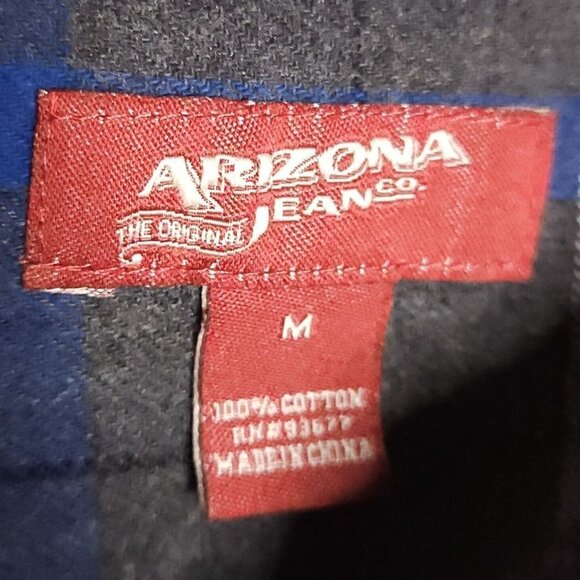 ARIZONA
JEAN CO.
THE ORIGINAL
M
100% COTTON
RN#93677
MADE IN CHINA